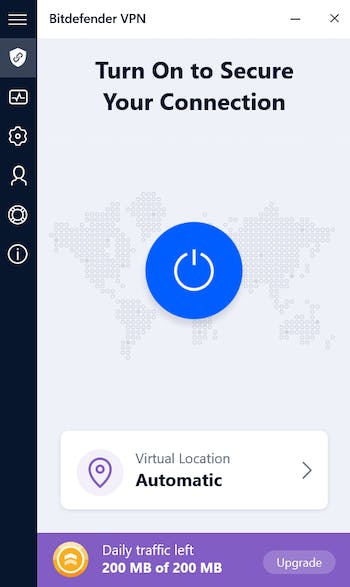 Bitdefender VPN
Turn On to Secure
Your Connection
Virtual Location
Automatic
Daily traffic left
200 MB of 200 MB
Upgrade